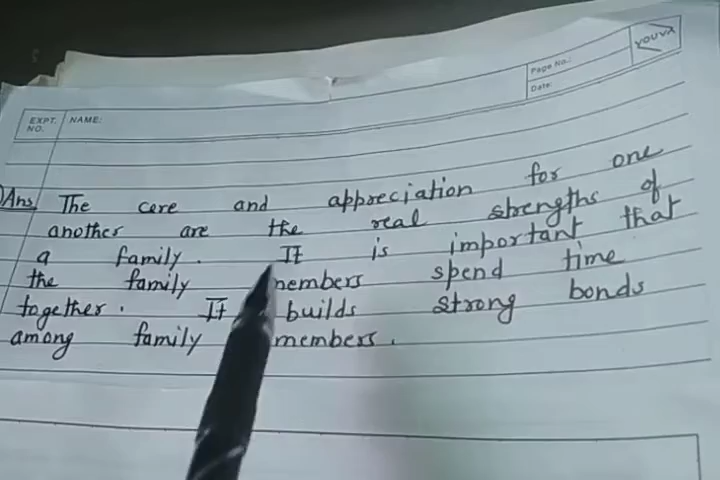 YOUVA
Page No.:
Date:
EXPT. NO. NAME:
Ans The care and appreciation for one
another are the real strengths of
a family. It is important that
the family members spend time
together. It builds strong bonds
among family members.